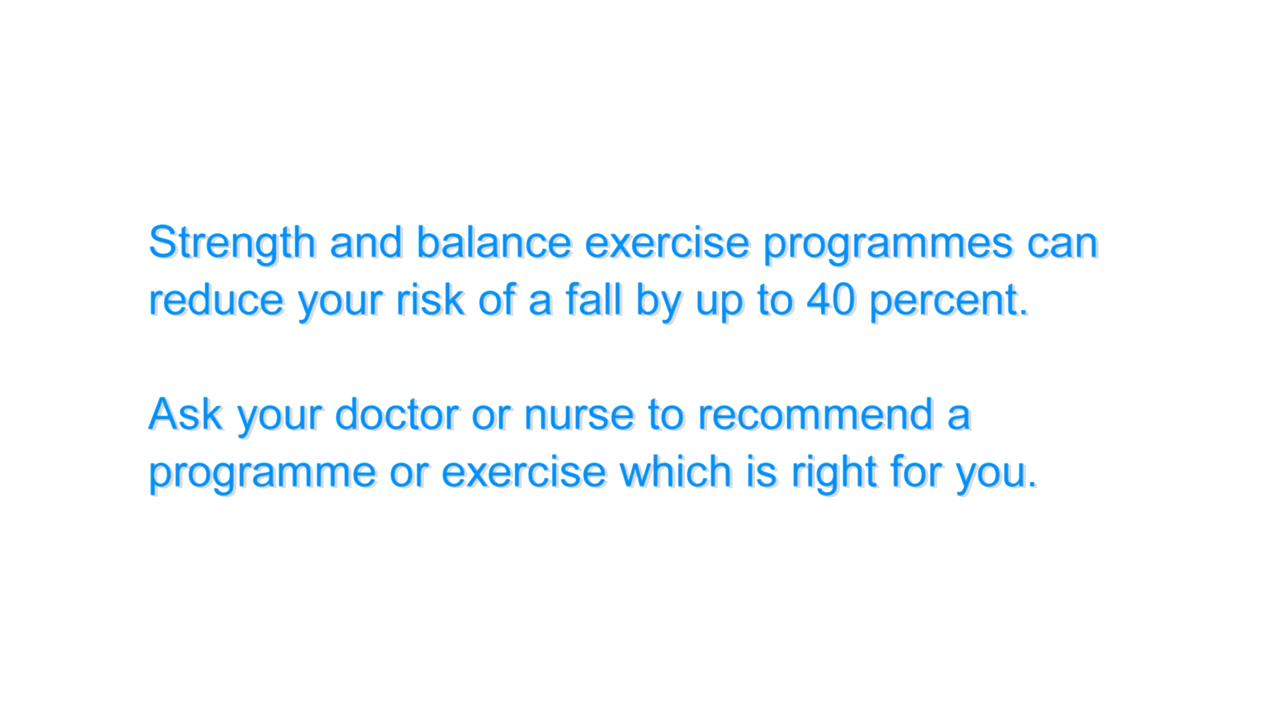 Strength and balance exercise programmes can
reduce your risk of a fall by up to 40 percent.
Ask your doctor or nurse to recommend a
programme or exercise which is right for you.